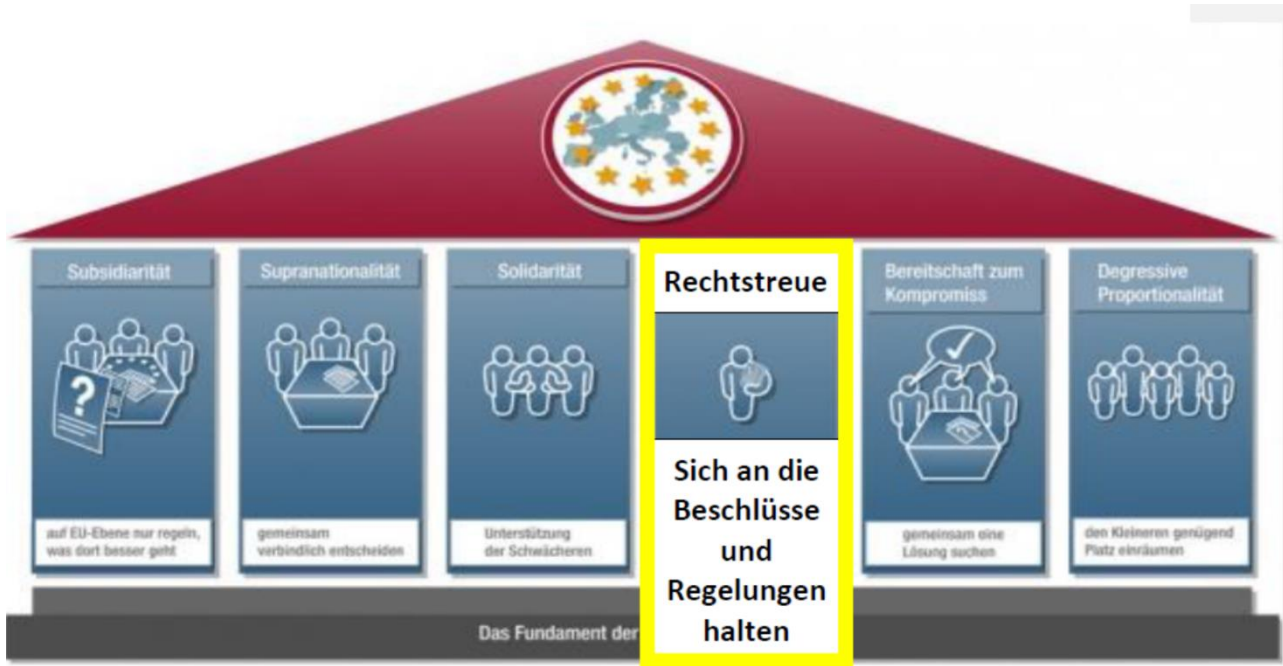 Subsidiarität
auf EU-Ebene nur regeln,
was dort besser geht
Supranationalität
gemeinsam
verbindlich entscheiden
Solidarität
Unterstützung
der Schwächeren
Rechtstreue
Sich an die
Beschlüsse
und
Regelungen
halten
Bereitschaft zum
Kompromiss
gemeinsam eine
Lösung suchen
Degressive
Proportionalität
den Kleineren genügend
Platz einräumen
?
Das Fundament der